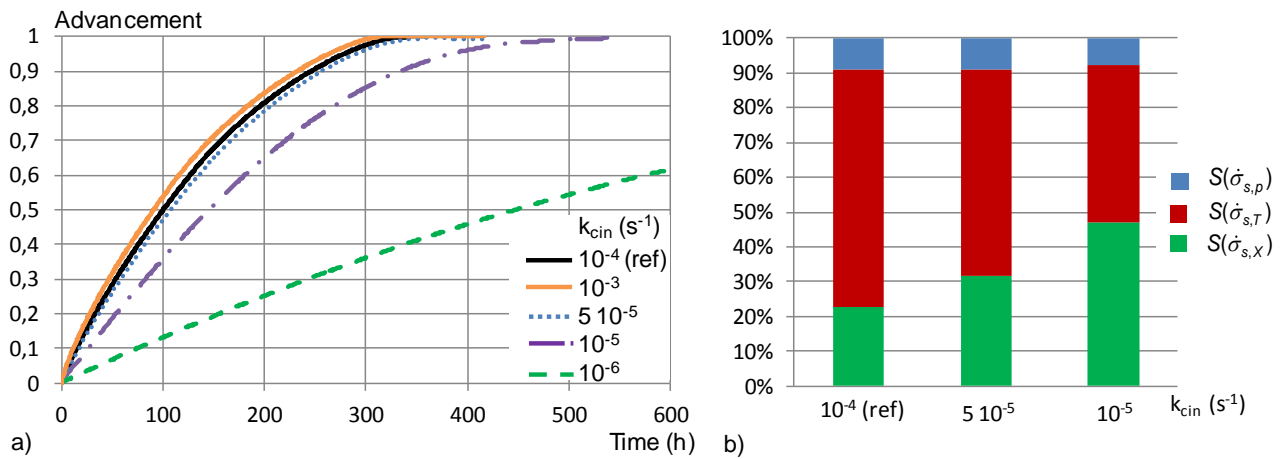 Advancement
1
0,9
0,8
0,7
0,6
0,5
0,4
0,3
0,2
0,1
0
0 100 200 300 400 500 600
Time (h)
k_cin (s⁻¹)
10⁻⁴ (ref)
10⁻³
5 10⁻⁵
10⁻⁵
10⁻⁶
a)
100%
90%
80%
70%
60%
50%
40%
30%
20%
10%
0%
10⁻⁴ (ref) 5 10⁻⁵ 10⁻⁵ k_cin (s⁻¹)
S(σ̇_s,p)
S(σ̇_s,T)
S(σ̇_s,X)
b)